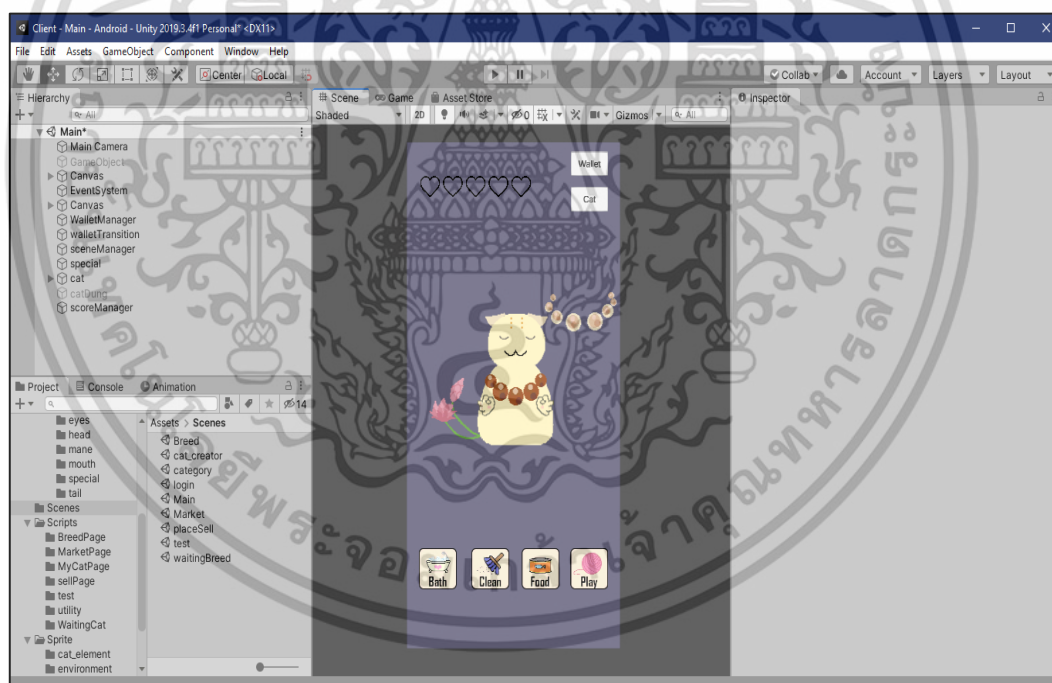 Client - Main - Android - Unity 2019.3.4f1 Personal* <DX11>
File Edit Assets GameObject Component Window Help
Center Local Collab Account Layers Layout
Hierarchy
All
Main*
Main Camera
GameObject
Canvas
EventSystem
Canvas
WalletManager
walletTransition
sceneManager
special
cat
catDung
scoreManager
Scene Game Asset Store
Shaded 2D 0 Gizmos All
Wallet
Cat
Bath Clean Food Play
Inspector
Project Console Animation
14
eyes
head
mane
mouth
special
tail
Scenes
Scripts
BreedPage
MarketPage
MyCatPage
sellPage
test
utility
WaitingCat
Sprite
cat_element
environment
Assets > Scenes
Breed
cat_creator
category
login
Main
Market
placeSell
test
waitingBreed